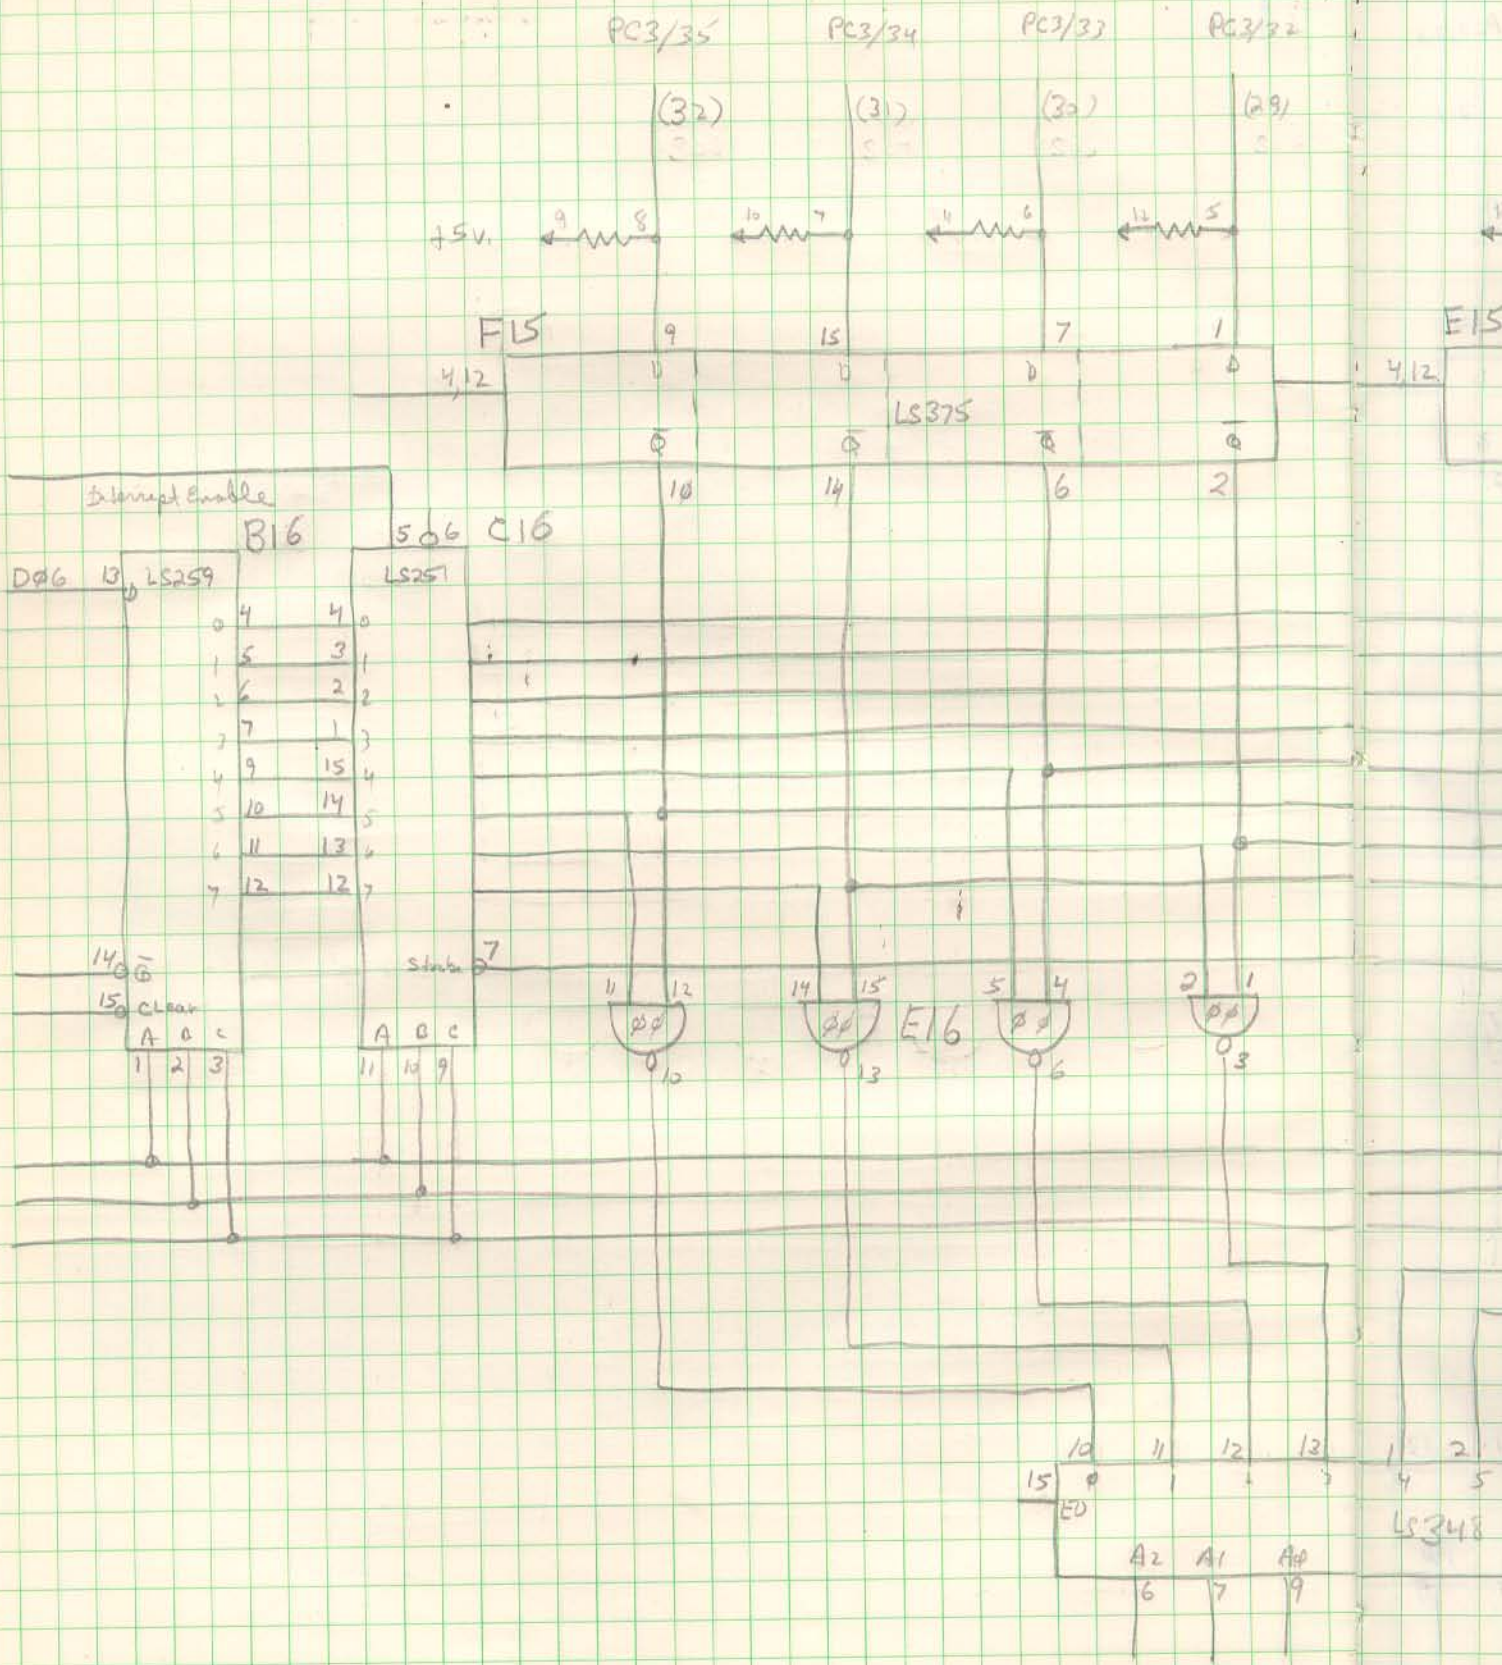 PC3/35 PC3/34 PC3/33 PC3/32
(32) (31) (30) (29)
+5v. 9 8 10 7 11 6 12 5
F15 9 15 7 1 E15
4,12 D D D D 4,12
LS375
Q̅ Q̅ Q̅ Q̅
10 14 6 2
Interrupt Enable
B16 5 6 C16
DØ6 13 D LS259 LS251
0 4 4 0
1 5 3 1
2 6 2 2
3 7 1 3
4 9 15 4
5 10 14 5
6 11 13 6
7 12 12 7
14 G̅ Strobe 7
15 CLear 11 12 14 15 5 4 2 1
A B C A B C ØØ ØØ E16 ØØ ØØ
1 2 3 11 10 9 10 13 6 3
10 11 12 13 1 2
15 Ø 1 2 3 4 5
EO LS348
A2 A1 AØ
6 7 9